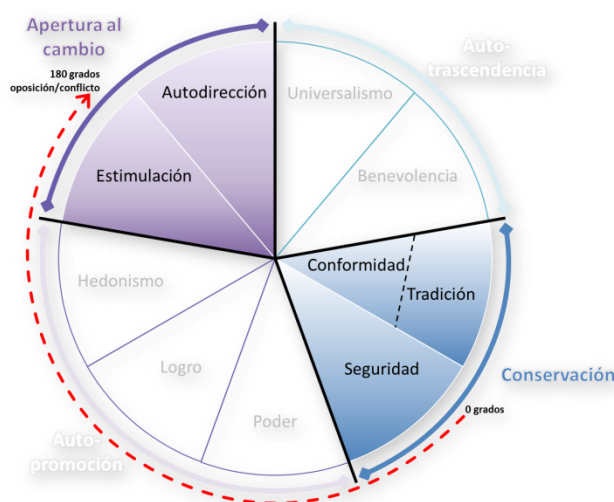 Apertura al
cambio
180 grados
oposición/conflicto
Auto-
trascendencia
Autodirección
Universalismo
Estimulación
Benevolencia
Conformidad
Tradición
Hedonismo
Seguridad
Logro
Conservación
Poder
0 grados
Auto-
promoción